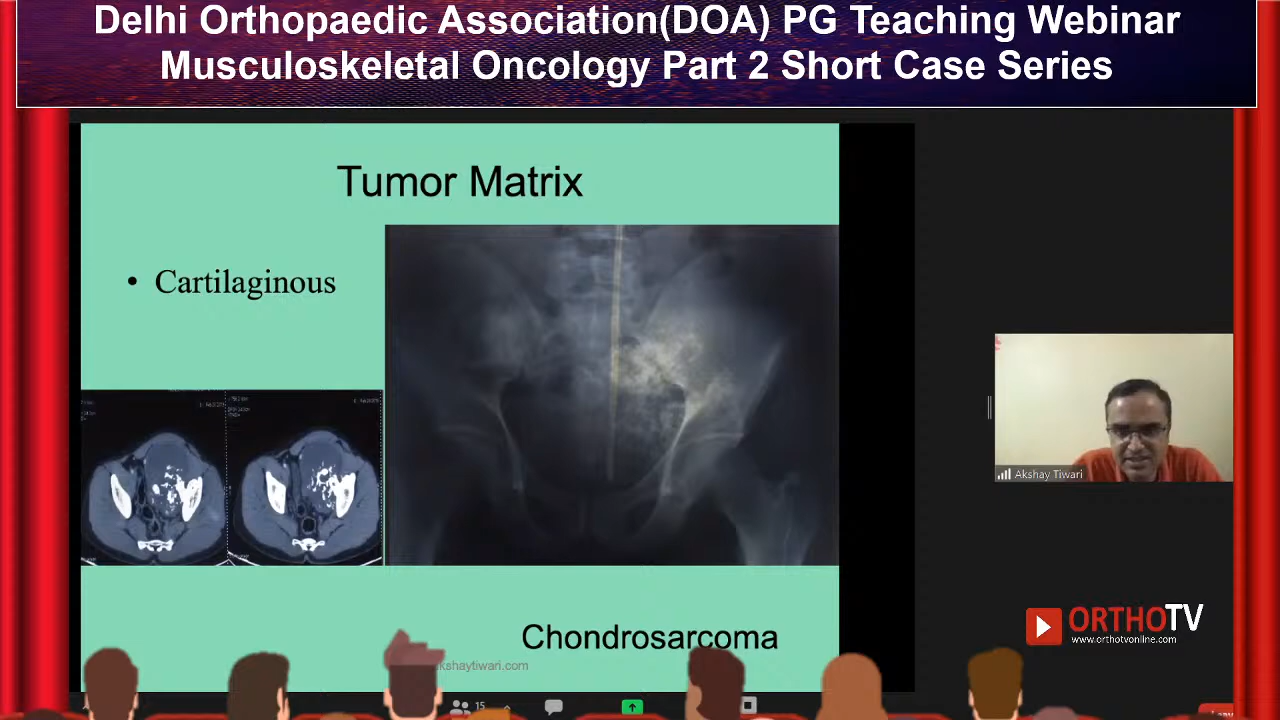 Delhi Orthopaedic Association(DOA) PG Teaching Webinar
Musculoskeletal Oncology Part 2 Short Case Series
Tumor Matrix
• Cartilaginous
Akshay Tiwari
ORTHOTV
www.orthotvonline.com
Chondrosarcoma
kshaytiwari.com
15